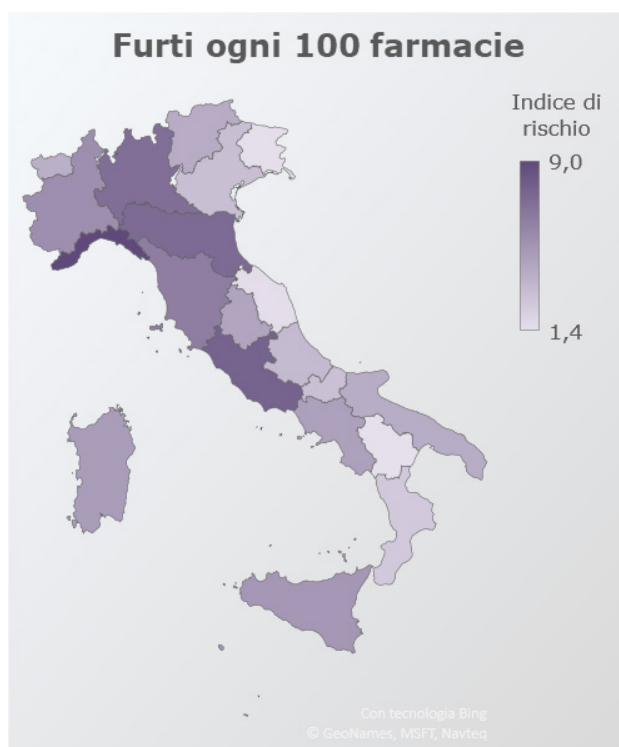 Furti ogni 100 farmacie
Indice di
rischio
9,0
1,4
Con tecnologia Bing
© GeoNames, MSFT, Navteq